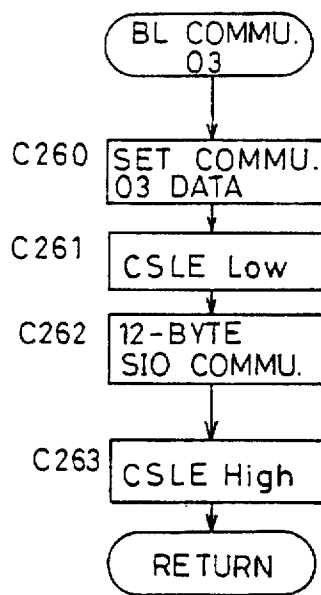 BL COMMU.
03
C260
SET COMMU.
03 DATA
C261
CSLE Low
C262
12-BYTE
SIO COMMU.
C263
CSLE High
RETURN